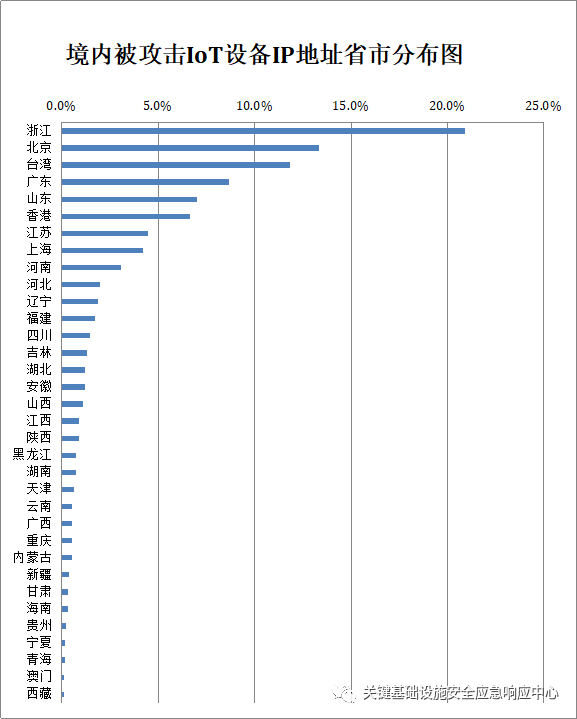 境内被攻击IoT设备IP地址省市分布图
0.0% 5.0% 10.0% 15.0% 20.0% 25.0%
浙江
北京
台湾
广东
山东
香港
江苏
上海
河南
河北
辽宁
福建
四川
吉林
湖北
安徽
山西
江西
陕西
黑龙江
湖南
天津
云南
广西
重庆
内蒙古
新疆
甘肃
海南
贵州
宁夏
青海
澳门
西藏
关键基础设施安全应急响应中心